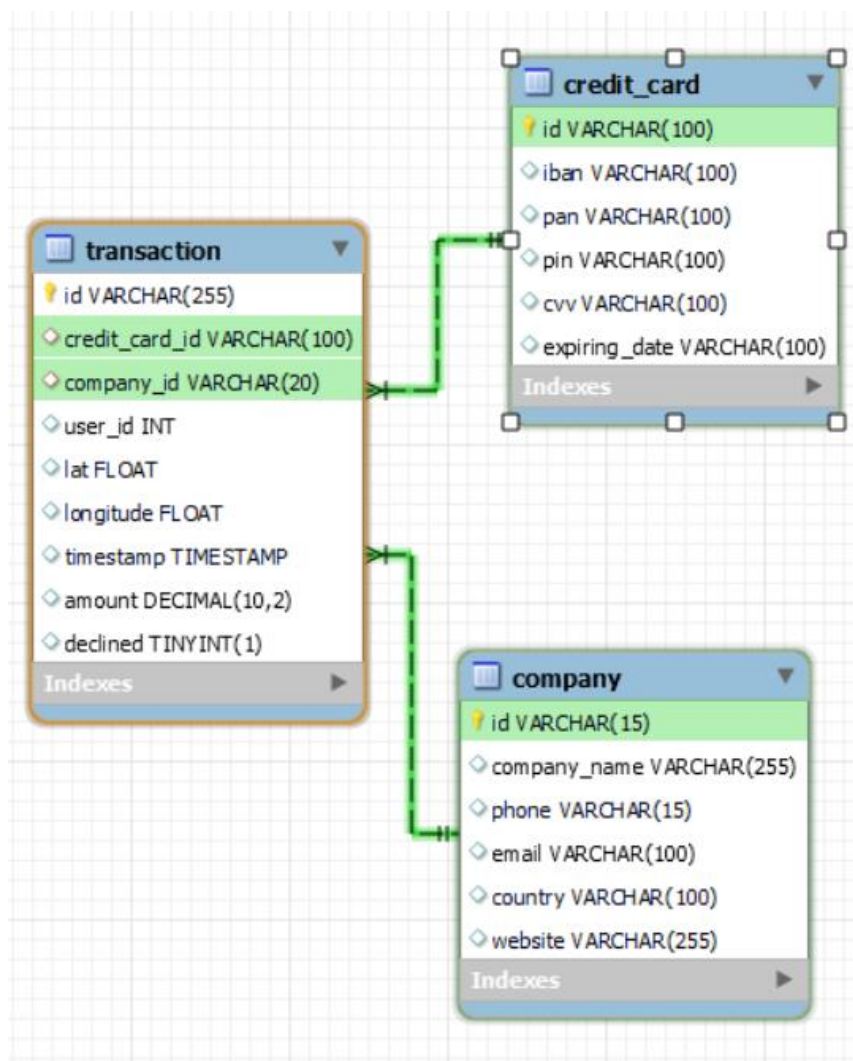 credit_card
id VARCHAR(100)
iban VARCHAR(100)
pan VARCHAR(100)
pin VARCHAR(100)
cvv VARCHAR(100)
expiring_date VARCHAR(100)
Indexes
transaction
id VARCHAR(255)
credit_card_id VARCHAR(100)
company_id VARCHAR(20)
user_id INT
lat FLOAT
longitude FLOAT
timestamp TIMESTAMP
amount DECIMAL(10,2)
declined TINYINT(1)
Indexes
company
id VARCHAR(15)
company_name VARCHAR(255)
phone VARCHAR(15)
email VARCHAR(100)
country VARCHAR(100)
website VARCHAR(255)
Indexes